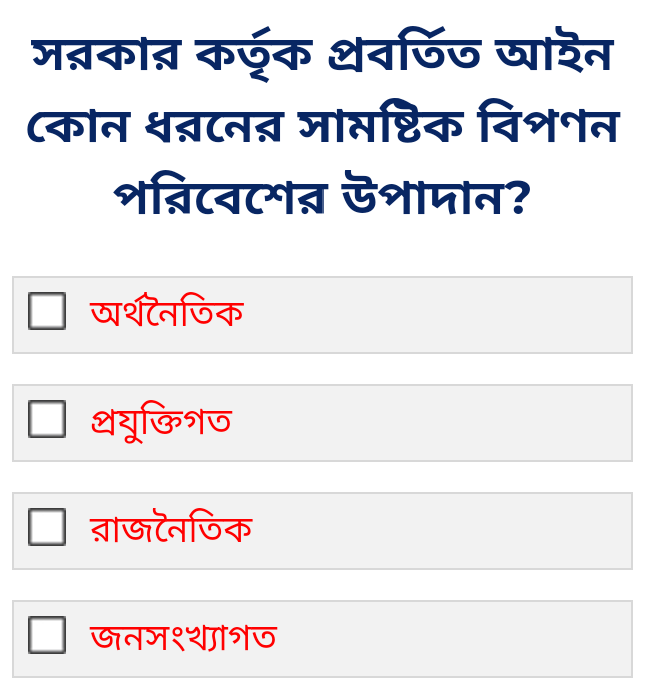 সরকার কর্তৃক প্রবর্তিত আইন
কোন ধরনের সামষ্টিক বিপণন
পরিবেশের উপাদান?
অর্থনৈতিক
প্রযুক্তিগত
রাজনৈতিক
জনসংখ্যাগত